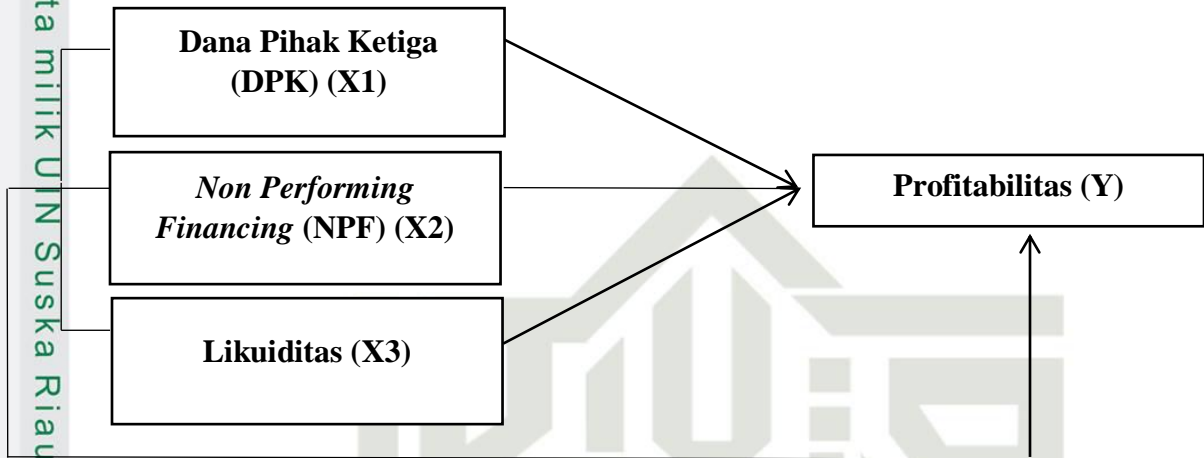 ta milik UIN Suska Riau
Dana Pihak Ketiga
(DPK) (X1)
Non Performing
Financing (NPF) (X2)
Likuiditas (X3)
Profitabilitas (Y)